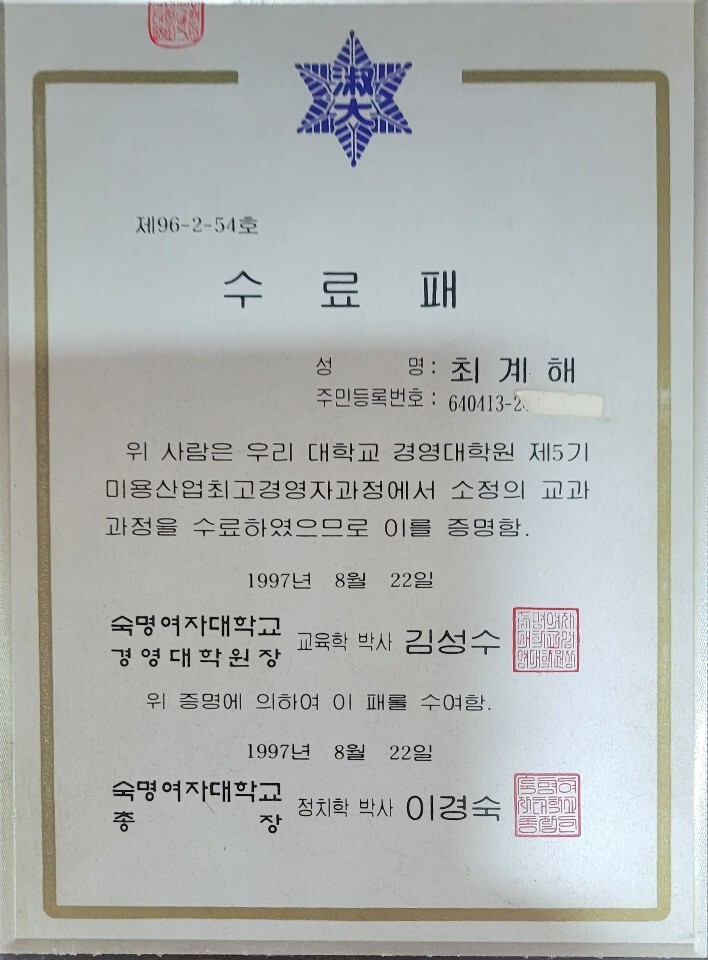 淑大
제96-2-54호
수 료 패
성 명 : 최 계 해
주민등록번호 : 640413-2
위 사람은 우리 대학교 경영대학원 제5기
미용산업최고경영자과정에서 소정의 교과
과정을 수료하였으므로 이를 증명함.
1997년 8월 22일
숙명여자대학교
경영대학원장 교육학 박사 김성수
위 증명에 의하여 이 패를 수여함.
1997년 8월 22일
숙명여자대학교
총 장 정치학 박사 이경숙